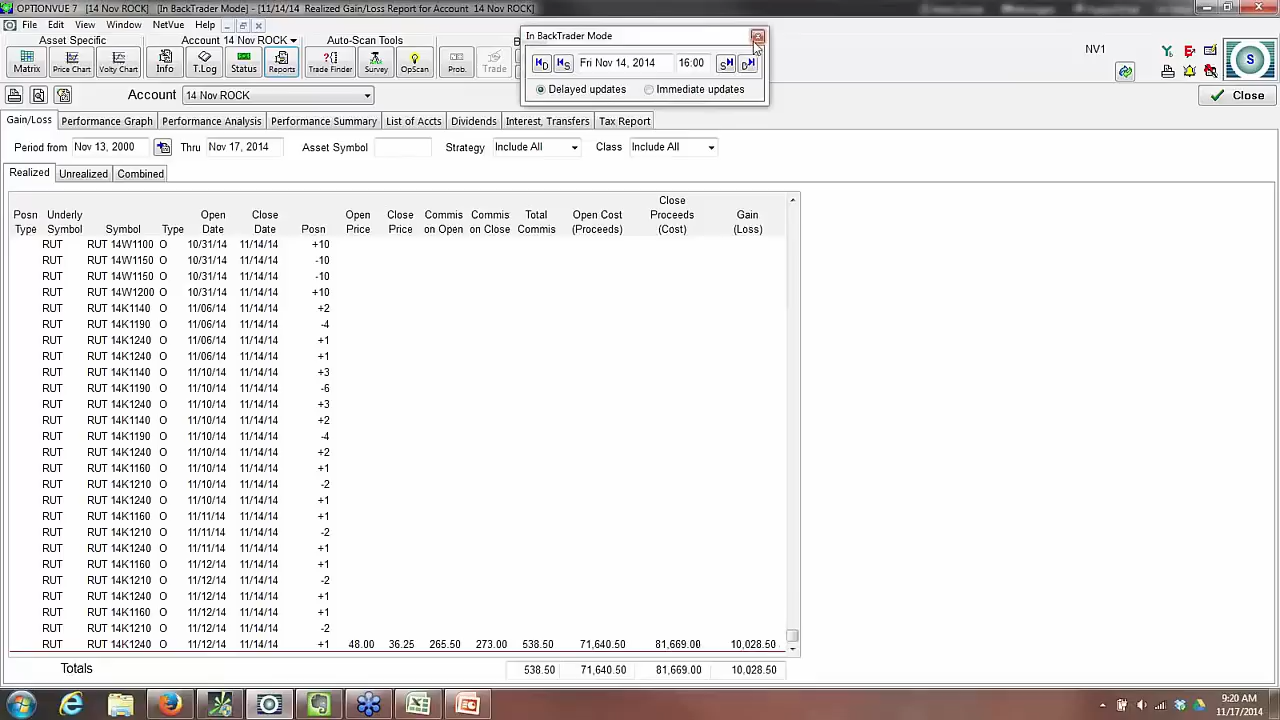 OPTIONVUE 7 [14 Nov ROCK] [In BackTrader Mode] - [11/14/14 Realized Gain/Loss Report for Account 14 Nov ROCK]
File Edit View Window NetVue Help
In BackTrader Mode
Asset Specific Account 14 Nov ROCK Auto-Scan Tools
Matrix Price Chart Volty Chart Info T.Log Status Reports Trade Finder Survey OpScan Prob. Trade
NV1
Fri Nov 14, 2014 16:00
Delayed updates Immediate updates
Account 14 Nov ROCK
Close
Gain/Loss Performance Graph Performance Analysis Performance Summary List of Accts Dividends Interest, Transfers Tax Report
Period from Nov 13, 2000 Thru Nov 17, 2014 Asset Symbol Strategy Include All Class Include All
Realized Unrealized Combined
Close
Posn Underly Open Close Open Close Commis Commis Total Open Cost Proceeds Gain
Type Symbol Symbol Type Date Date Posn Price Price on Open on Close Commis (Proceeds) (Cost) (Loss)
RUT RUT 14W1100 O 10/31/14 11/14/14 +10
RUT RUT 14W1150 O 10/31/14 11/14/14 -10
RUT RUT 14W1150 O 10/31/14 11/14/14 -10
RUT RUT 14W1200 O 10/31/14 11/14/14 +10
RUT RUT 14K1140 O 11/06/14 11/14/14 +2
RUT RUT 14K1190 O 11/06/14 11/14/14 -4
RUT RUT 14K1240 O 11/06/14 11/14/14 +1
RUT RUT 14K1240 O 11/06/14 11/14/14 +1
RUT RUT 14K1140 O 11/10/14 11/14/14 +3
RUT RUT 14K1190 O 11/10/14 11/14/14 -6
RUT RUT 14K1240 O 11/10/14 11/14/14 +3
RUT RUT 14K1140 O 11/10/14 11/14/14 +2
RUT RUT 14K1190 O 11/10/14 11/14/14 -4
RUT RUT 14K1240 O 11/10/14 11/14/14 +2
RUT RUT 14K1160 O 11/10/14 11/14/14 +1
RUT RUT 14K1210 O 11/10/14 11/14/14 -2
RUT RUT 14K1240 O 11/10/14 11/14/14 +1
RUT RUT 14K1160 O 11/11/14 11/14/14 +1
RUT RUT 14K1210 O 11/11/14 11/14/14 -2
RUT RUT 14K1240 O 11/11/14 11/14/14 +1
RUT RUT 14K1160 O 11/12/14 11/14/14 +1
RUT RUT 14K1210 O 11/12/14 11/14/14 -2
RUT RUT 14K1240 O 11/12/14 11/14/14 +1
RUT RUT 14K1160 O 11/12/14 11/14/14 +1
RUT RUT 14K1210 O 11/12/14 11/14/14 -2
RUT RUT 14K1240 O 11/12/14 11/14/14 +1 48.00 36.25 265.50 273.00 538.50 71,640.50 81,669.00 10,028.50
Totals 538.50 71,640.50 81,669.00 10,028.50
9:20 AM
11/17/2014